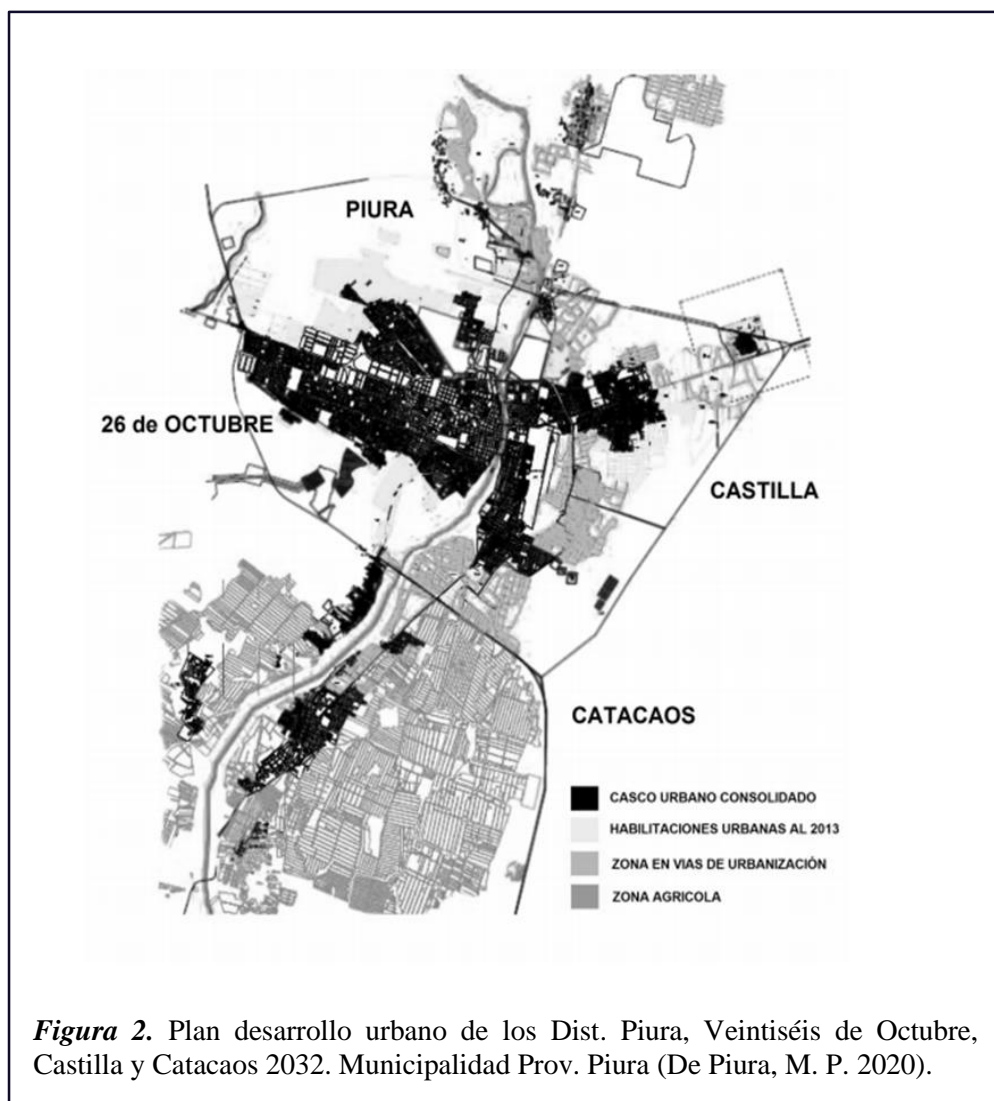 PIURA
26 de OCTUBRE
CASTILLA
CATACAOS
CASCO URBANO CONSOLIDADO
HABILITACIONES URBANAS AL 2013
ZONA EN VIAS DE URBANIZACIÓN
ZONA AGRICOLA
Figura 2. Plan desarrollo urbano de los Dist. Piura, Veintiséis de Octubre,
Castilla y Catacaos 2032. Municipalidad Prov. Piura (De Piura, M. P. 2020).